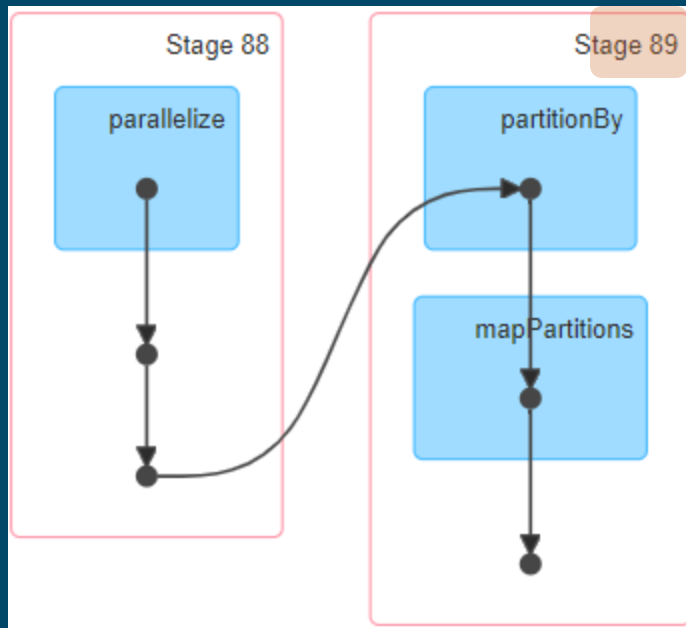 Stage 88
parallelize
Stage 89
partitionBy
mapPartitions